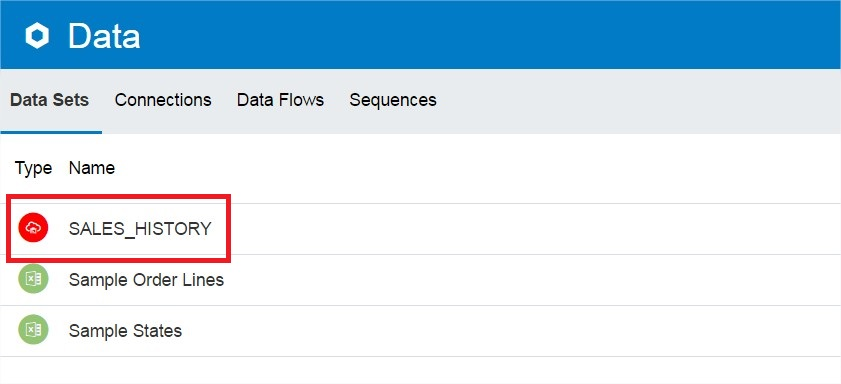 Data
Data Sets Connections Data Flows Sequences
Type Name
SALES_HISTORY
Sample Order Lines
Sample States